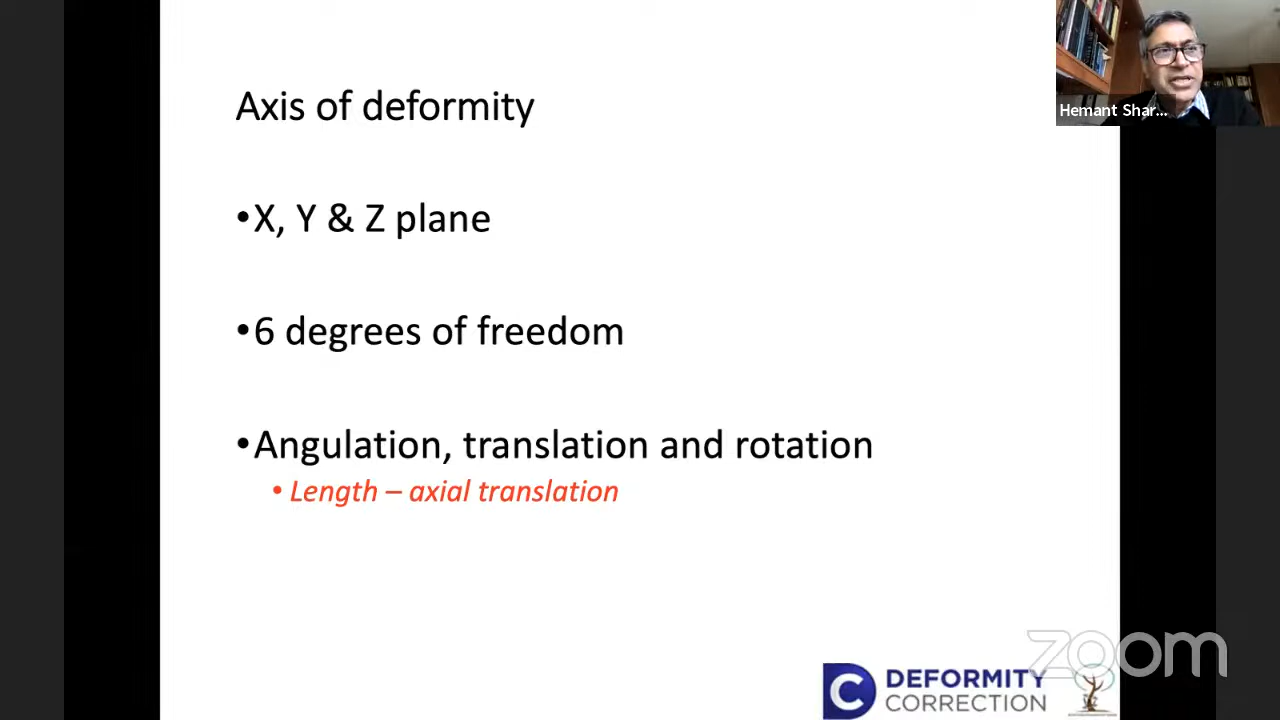 Axis of deformity
•X, Y & Z plane
•6 degrees of freedom
•Angulation, translation and rotation
• Length – axial translation
Hemant Shar...
zoom
C DEFORMITY
CORRECTION